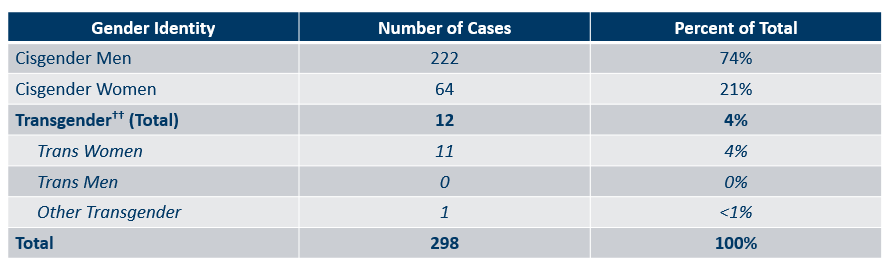 Gender Identity Number of Cases Percent of Total
Cisgender Men 222 74%
Cisgender Women 64 21%
Transgender†† (Total) 12 4%
Trans Women 11 4%
Trans Men 0 0%
Other Transgender 1 <1%
Total 298 100%